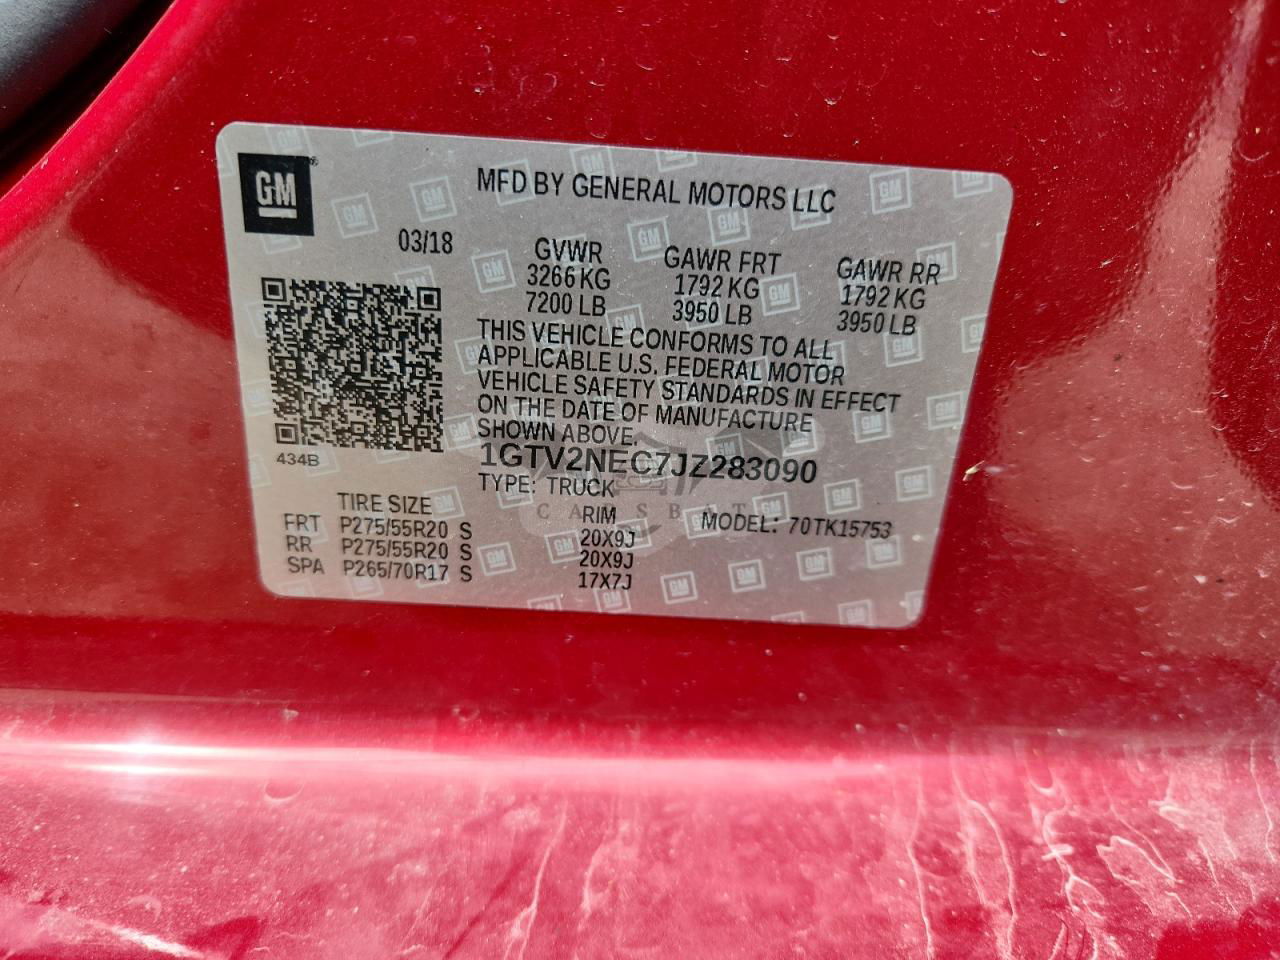 GM
MFD BY GENERAL MOTORS LLC
03/18
GVWR GAWR FRT GAWR RR
3266 KG 1792 KG 1792 KG
7200 LB 3950 LB 3950 LB
THIS VEHICLE CONFORMS TO ALL
APPLICABLE U.S. FEDERAL MOTOR
VEHICLE SAFETY STANDARDS IN EFFECT
ON THE DATE OF MANUFACTURE
SHOWN ABOVE.
434B
1GTV2NEC7JZ283090
TYPE: TRUCK
MODEL: 70TK15753
TIRE SIZE RIM
FRT P275/55R20 S 20X9J
RR P275/55R20 S 20X9J
SPA P265/70R17 S 17X7J